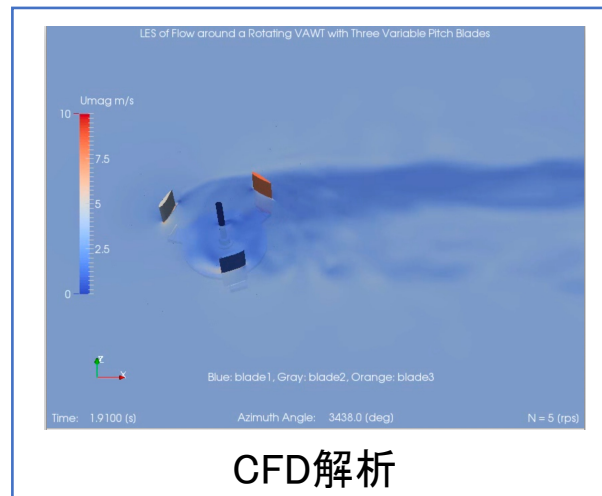 LES of Flow around a Rotating VAWT with Three Variable Pitch Blades
Umag m/s
10
7.5
5
2.5
0
Z
X
Blue: blade1, Gray: blade2, Orange: blade3
Time: 1.9100 (s) Azimuth Angle: 3438.0 (deg) N = 5 (rps)
CFD解析